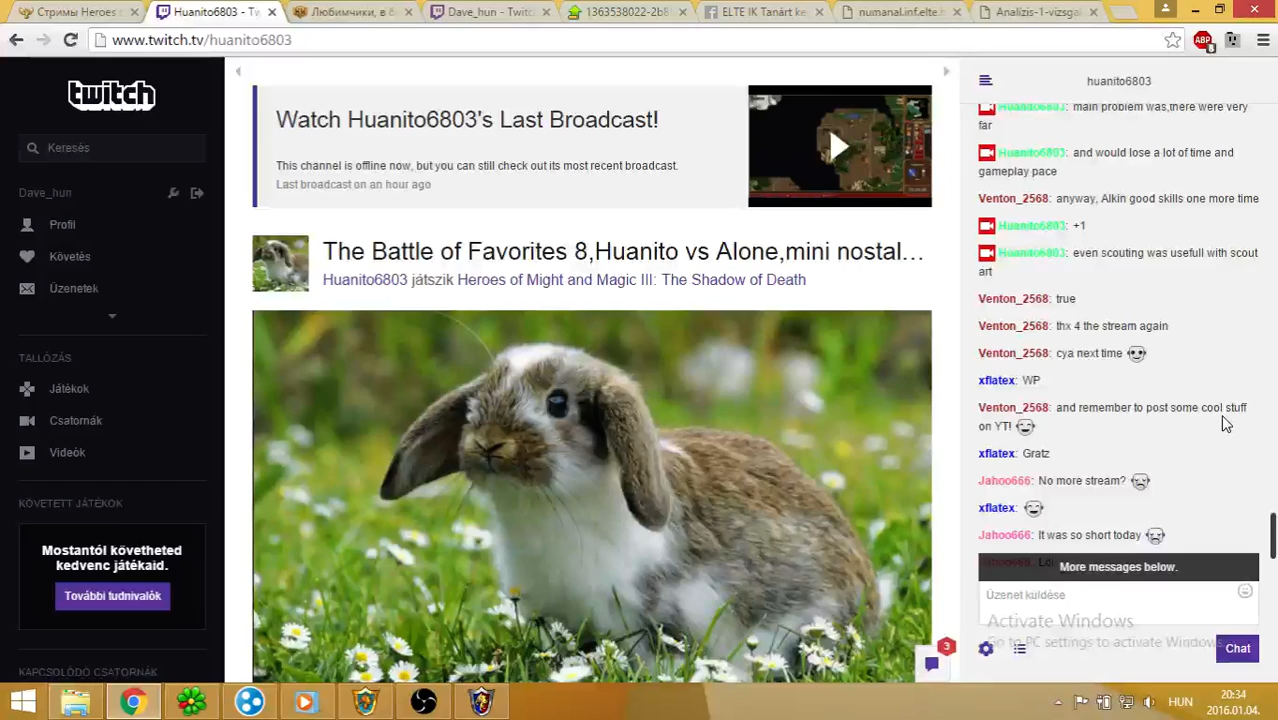 Стримы Heroes
Huanito6803 - Tw
Любимчики, в б
Dave_hun - Twitc
1363538022-2b8
ELTE IK Tanárt ké
numanal.inf.elte.h
Analízis-1-vizsgal
www.twitch.tv/huanito6803
twitch
Keresés
Dave_hun
Profil
Követés
Üzenetek
TALLÓZÁS
Játékok
Csatornák
Videók
KÖVETETT JÁTÉKOK
Mostantól követheted
kedvenc játékaid.
További tudnivalók
KAPCSOLÓDÓ CSATORNÁK
Watch Huanito6803's Last Broadcast!
This channel is offline now, but you can still check out its most recent broadcast.
Last broadcast on an hour ago
The Battle of Favorites 8,Huanito vs Alone,mini nostal...
Huanito6803 játszik Heroes of Might and Magic III: The Shadow of Death
3
huanito6803
Huanito6803: main problem was,there were very
far
Huanito6803: and would lose a lot of time and
gameplay pace
Venton_2568: anyway, Alkin good skills one more time
Huanito6803: +1
Huanito6803: even scouting was usefull with scout
art
Venton_2568: true
Venton_2568: thx 4 the stream again
Venton_2568: cya next time
xflatex: WP
Venton_2568: and remember to post some cool stuff
on YT!
xflatex: Gratz
Jahoo666: No more stream?
xflatex:
Jahoo666: It was so short today
More messages below.
Üzenet küldése
Activate Windows
Go to PC settings to activate Windows.
Chat
HUN
20:34
2016.01.04.